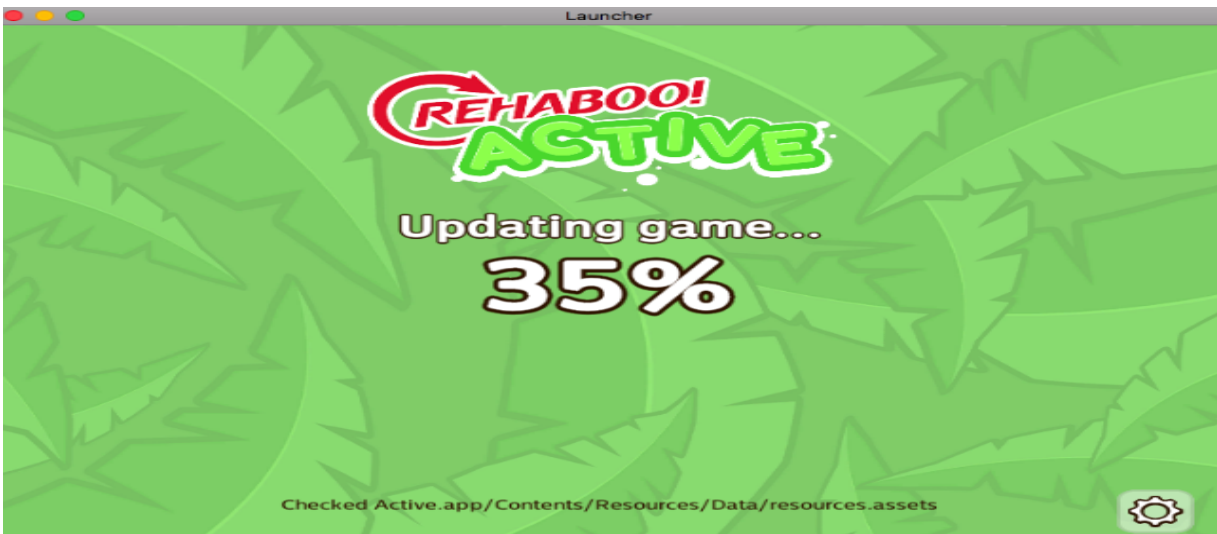 Launcher
REHABOO!
ACTIVE
Updating game...
35%
Checked Active.app/Contents/Resources/Data/resources.assets